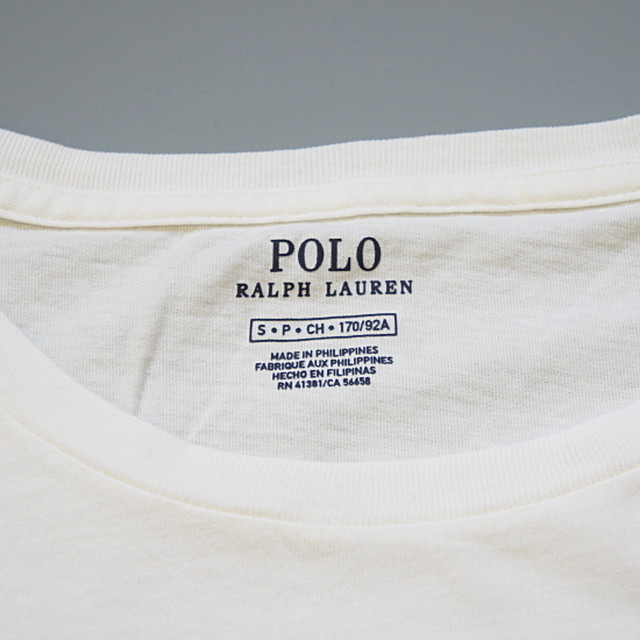 POLO
RALPH LAUREN
S • P • CH • 170/92A
MADE IN PHILIPPINES
FABRIQUE AUX PHILIPPINES
HECHO EN FILIPINAS
RN 41381/CA 56658